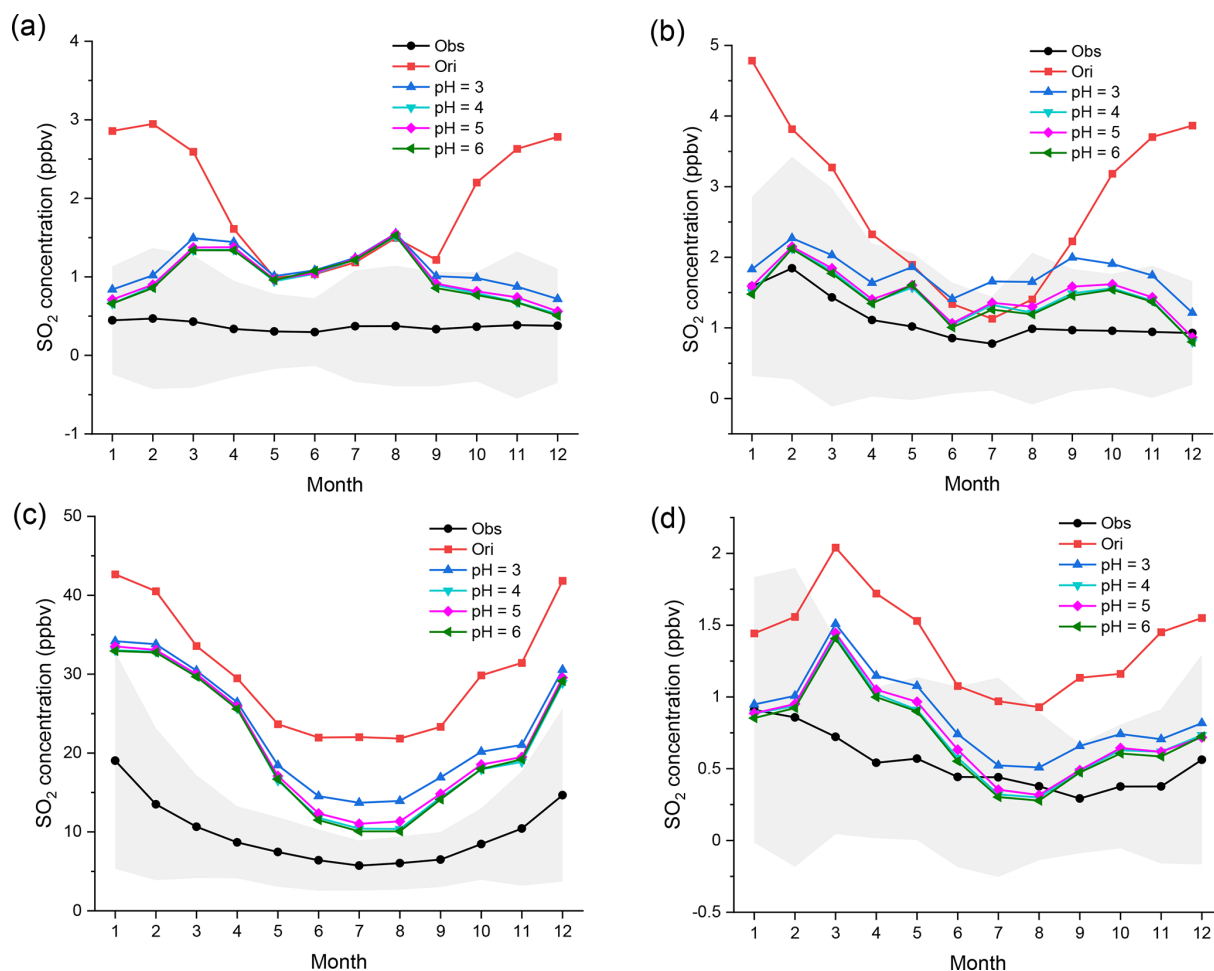 (a)
4
3
2
1
0
-1
SO₂ concentration (ppbv)
Obs
Ori
pH = 3
pH = 4
pH = 5
pH = 6
1 2 3 4 5 6 7 8 9 10 11 12
Month
(b)
5
4
3
2
1
0
SO₂ concentration (ppbv)
Obs
Ori
pH = 3
pH = 4
pH = 5
pH = 6
1 2 3 4 5 6 7 8 9 10 11 12
Month
(c)
50
40
30
20
10
0
SO₂ concentration (ppbv)
Obs
Ori
pH = 3
pH = 4
pH = 5
pH = 6
1 2 3 4 5 6 7 8 9 10 11 12
Month
(d)
2
1.5
1
0.5
0
-0.5
SO₂ concentration (ppbv)
Obs
Ori
pH = 3
pH = 4
pH = 5
pH = 6
1 2 3 4 5 6 7 8 9 10 11 12
Month